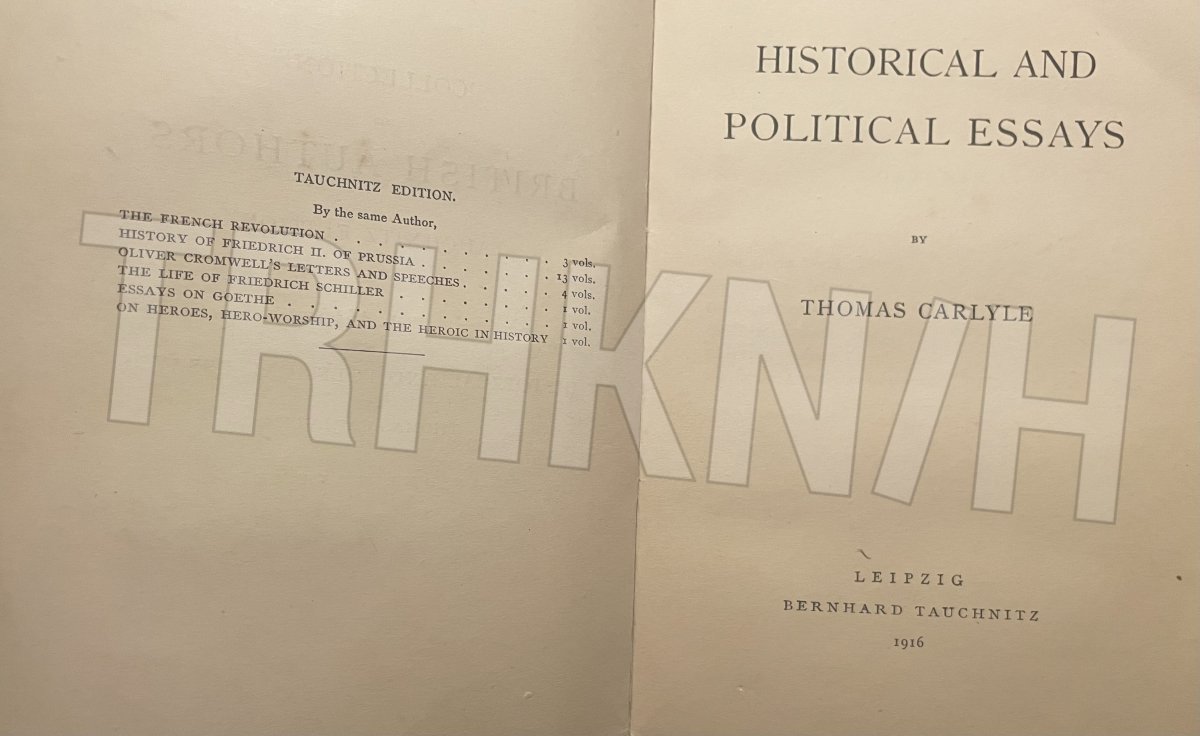 TAUCHNITZ EDITION.
By the same Author,
THE FRENCH REVOLUTION . . . . . . . . . . 3 vols.
HISTORY OF FRIEDRICH II. OF PRUSSIA . . . . . . 13 vols.
OLIVER CROMWELL'S LETTERS AND SPEECHES . . . . . 4 vols.
THE LIFE OF FRIEDRICH SCHILLER . . . . . . . 1 vol.
ESSAYS ON GOETHE . . . . . . . . . . . . 1 vol.
ON HEROES, HERO-WORSHIP, AND THE HEROIC IN HISTORY 1 vol.
HISTORICAL AND
POLITICAL ESSAYS
BY
THOMAS CARLYLE
LEIPZIG
BERNHARD TAUCHNITZ
1916
TRHKN/H